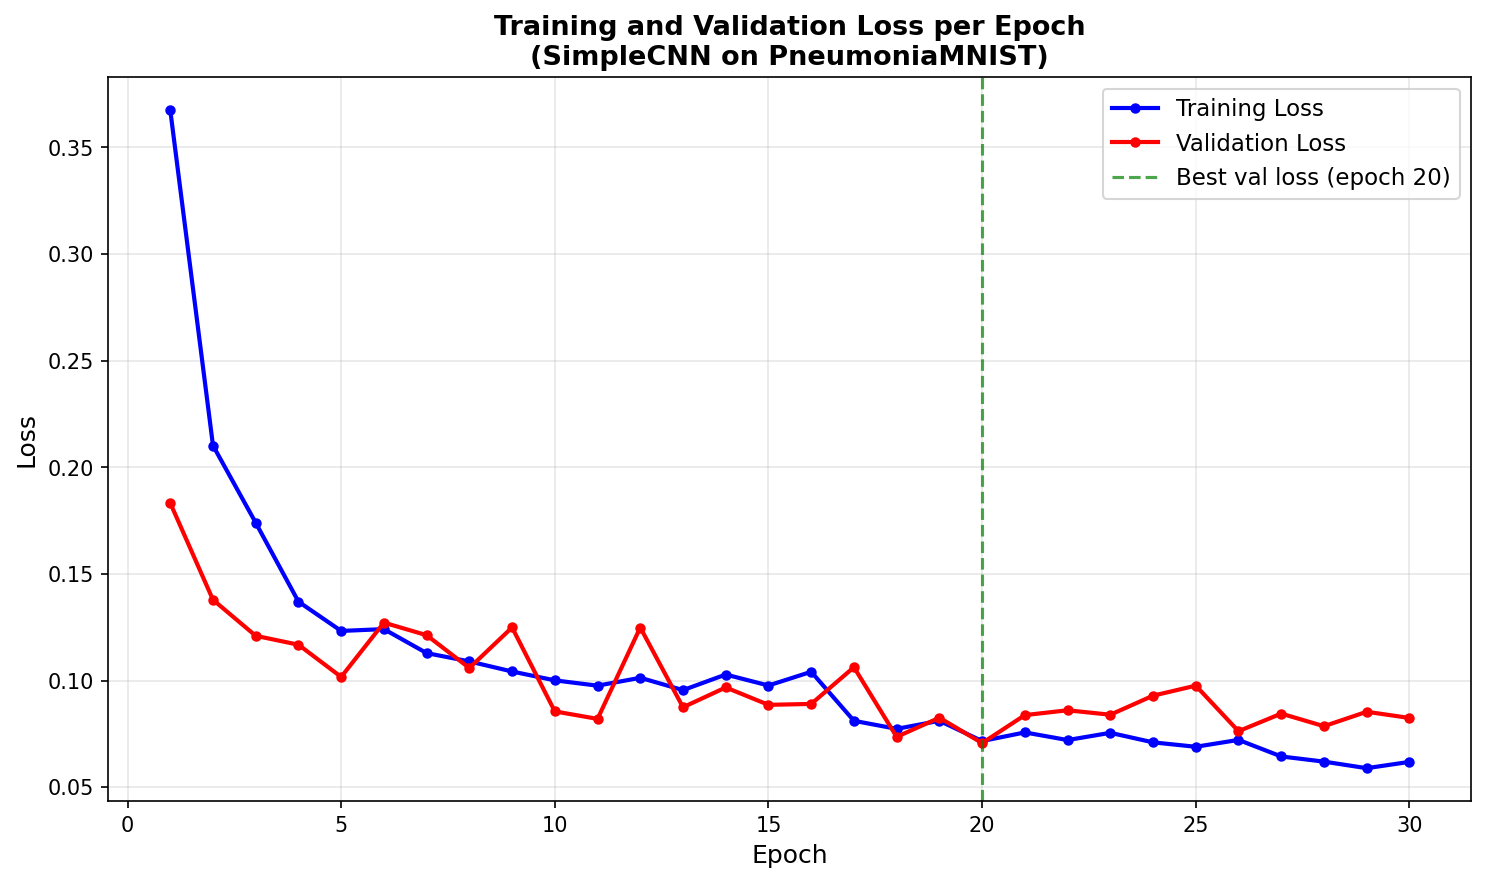 Training and Validation Loss per Epoch
(SimpleCNN on PneumoniaMNIST)
Training Loss
Validation Loss
Best val loss (epoch 20)
Loss
0.35
0.30
0.25
0.20
0.15
0.10
0.05
0 5 10 15 20 25 30
Epoch